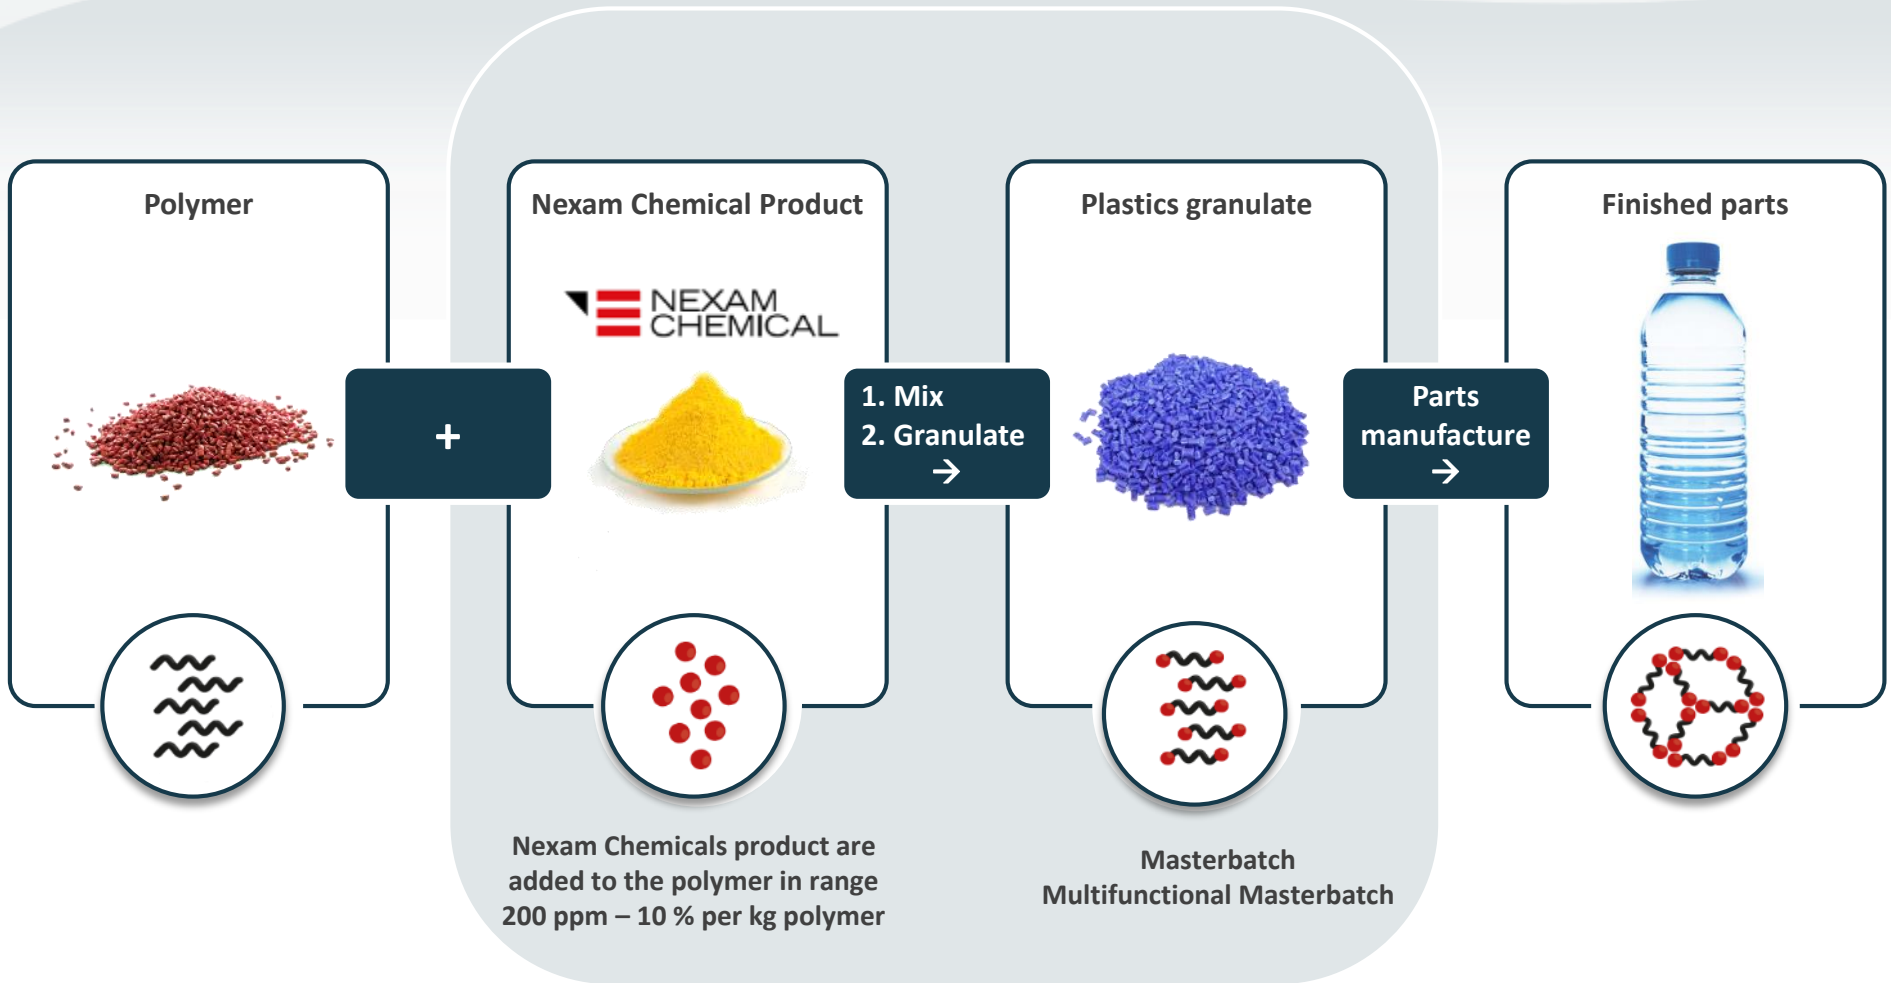 Polymer
Nexam Chemical Product
Plastics granulate
Finished parts
NEXAM
CHEMICAL
+
1. Mix
2. Granulate
→
Parts
manufacture
→
Nexam Chemicals product are
added to the polymer in range
200 ppm – 10 % per kg polymer
Masterbatch
Multifunctional Masterbatch